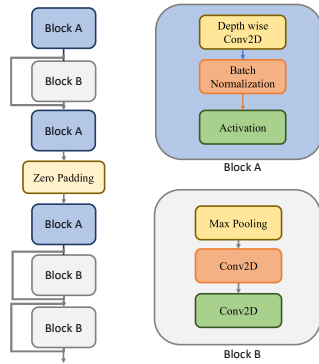 Block A
Block B
Block A
Zero Padding
Block A
Block B
Block B
Depth wise
Conv2D
Batch
Normalization
Activation
Block A
Max Pooling
Conv2D
Conv2D
Block B